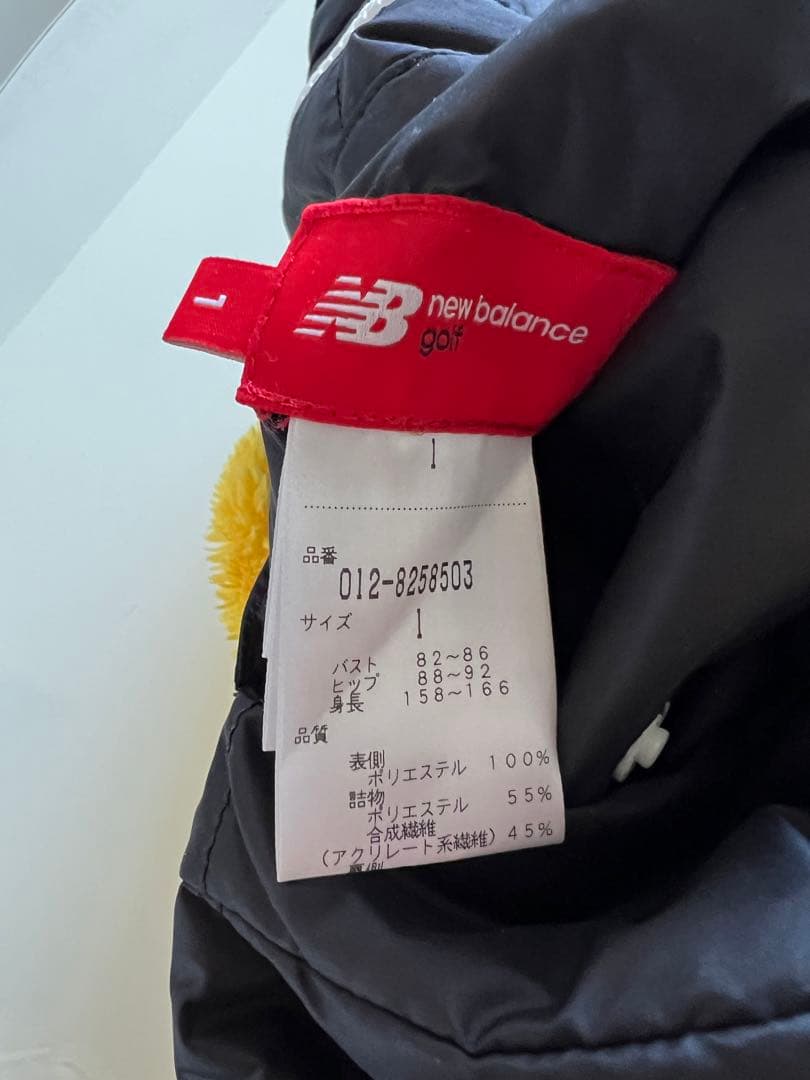 1
NB new balance
golf
1
品番
012-8258503
サイズ 1
バスト 82~86
ヒップ 88~92
身長 158~166
品質
表側
ポリエステル 100%
詰物
ポリエステル 55%
合成繊維
(アクリレート系繊維) 45%
裏側